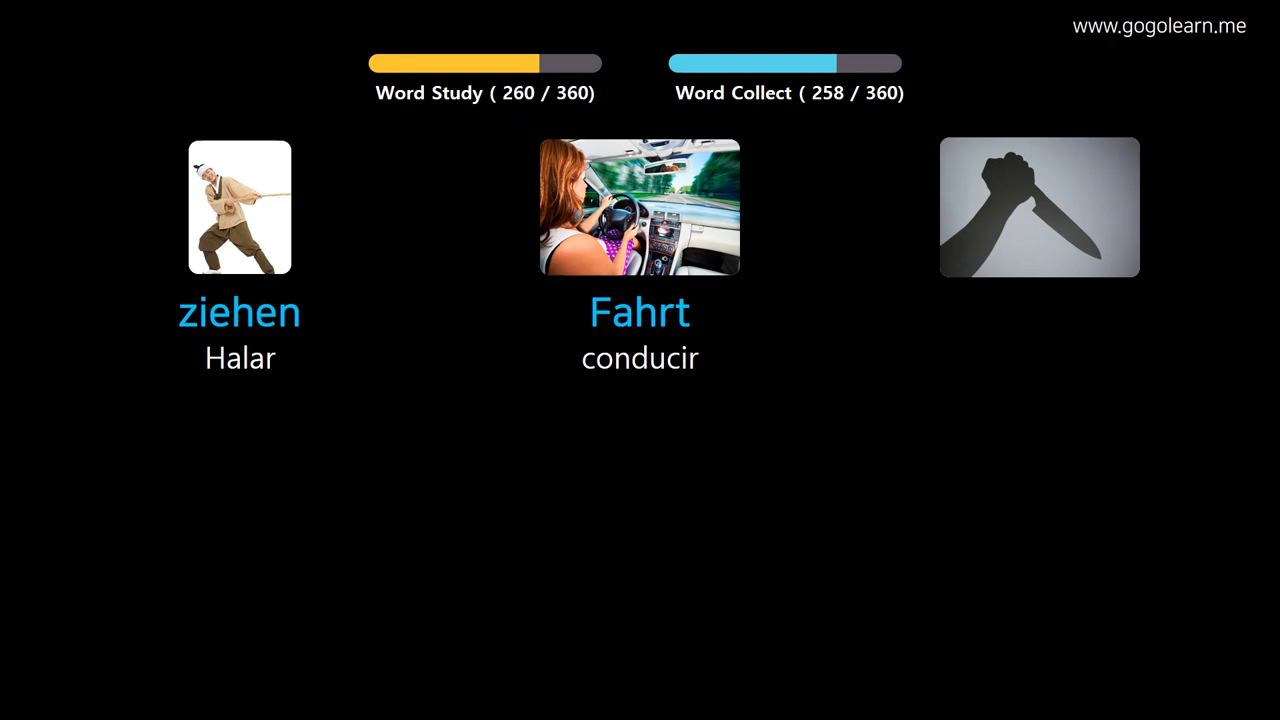 www.gogolearn.me
Word Study ( 260 / 360)
Word Collect ( 258 / 360)
ziehen
Halar
Fahrt
conducir